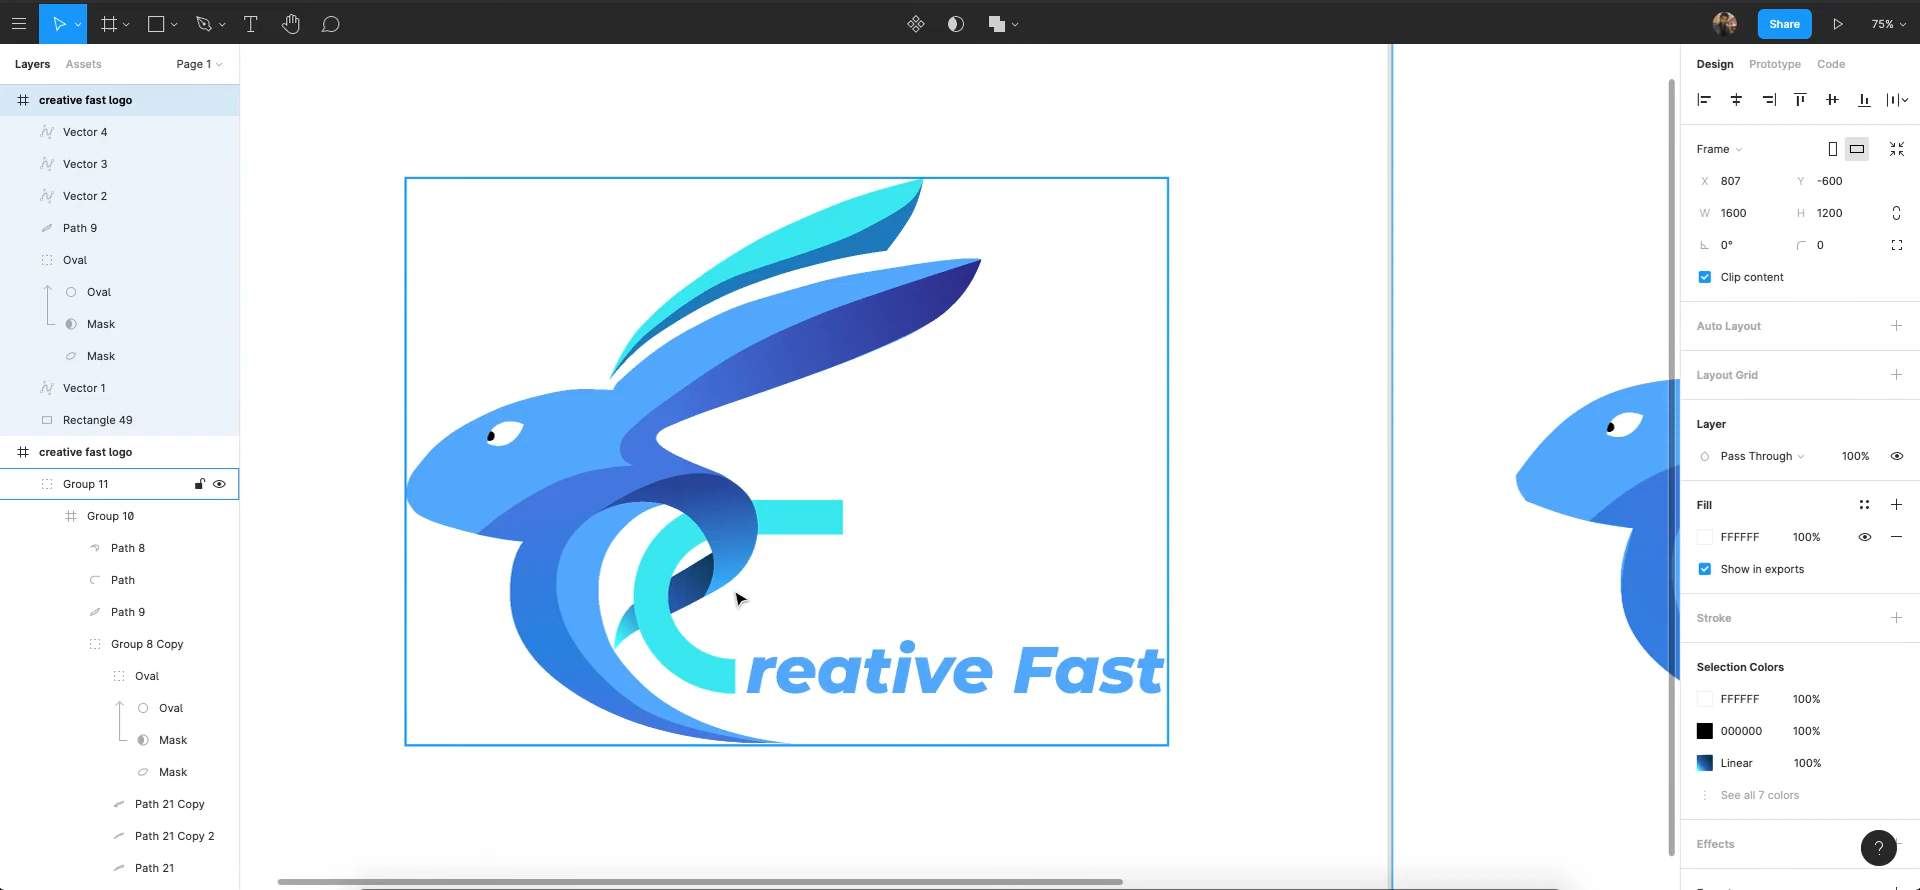 Share
75%
Layers
Assets
Page 1
creative fast logo
Vector 4
Vector 3
Vector 2
Path 9
Oval
Oval
Mask
Mask
Vector 1
Rectangle 49
creative fast logo
Group 11
Group 10
Path 8
Path
Path 9
Group 8 Copy
Oval
Oval
Mask
Mask
Path 21 Copy
Path 21 Copy 2
Path 21
Creative Fast
Design
Prototype
Code
Frame
X 807 Y -600
W 1600 H 1200
0° 0
Clip content
Auto Layout
Layout Grid
Layer
Pass Through 100%
Fill
FFFFFF 100%
Show in exports
Stroke
Selection Colors
FFFFFF 100%
000000 100%
Linear 100%
See all 7 colors
Effects
?